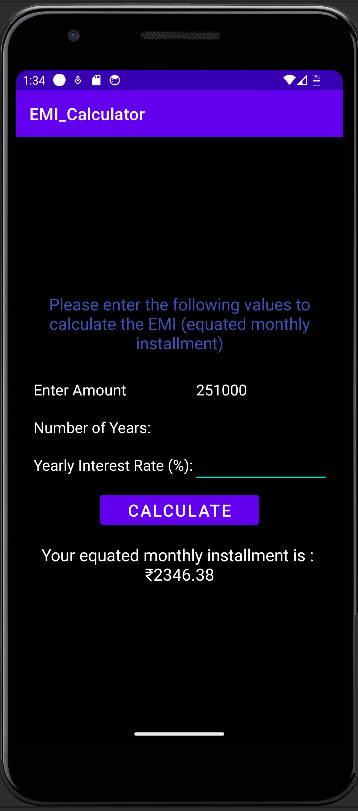 1:34
EMI_Calculator
Please enter the following values to
calculate the EMI (equated monthly
installment)
Enter Amount 251000
Number of Years:
Yearly Interest Rate (%):
CALCULATE
Your equated monthly installment is :
₹2346.38